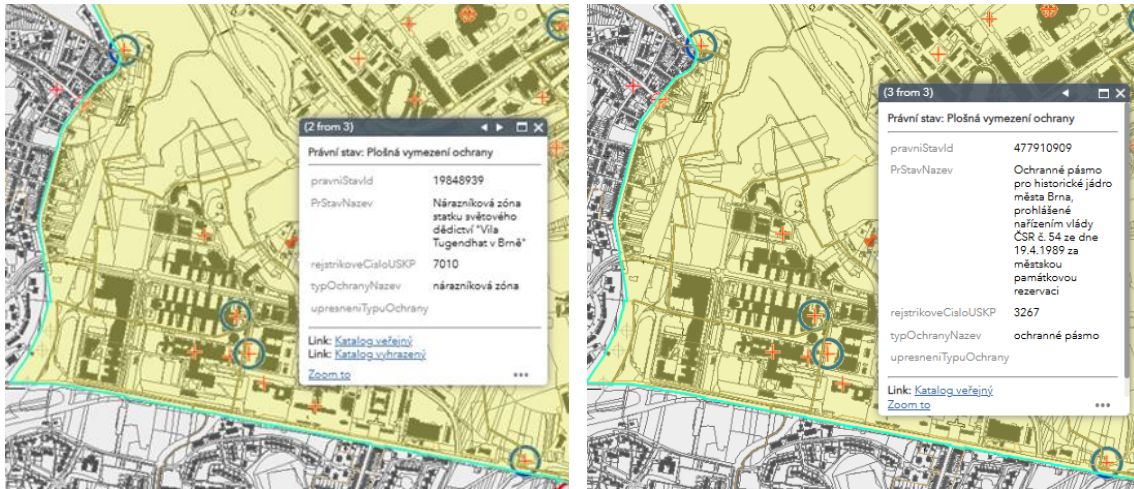 (2 from 3)
Právní stav: Plošná vymezení ochrany
pravniStavId 19848939
PrStavNazev Nárazníková zóna
statku světového
dědictví "Vila
Tugendhat v Brně"
rejstrikoveCisloUSKP 7010
typOchranyNazev nárazníková zóna
upresneniTypuOchrany
Link: Katalog veřejný
Link: Katalog vyhrazený
Zoom to
(3 from 3)
Právní stav: Plošná vymezení ochrany
pravniStavId 477910909
PrStavNazev Ochranné pásmo
pro historické jádro
města Brna,
prohlášené
nařízením vlády
ČSR č. 54 ze dne
19.4.1989 za
městskou
památkovou
rezervaci
rejstrikoveCisloUSKP 3267
typOchranyNazev ochranné pásmo
upresneniTypuOchrany
Link: Katalog veřejný
Zoom to